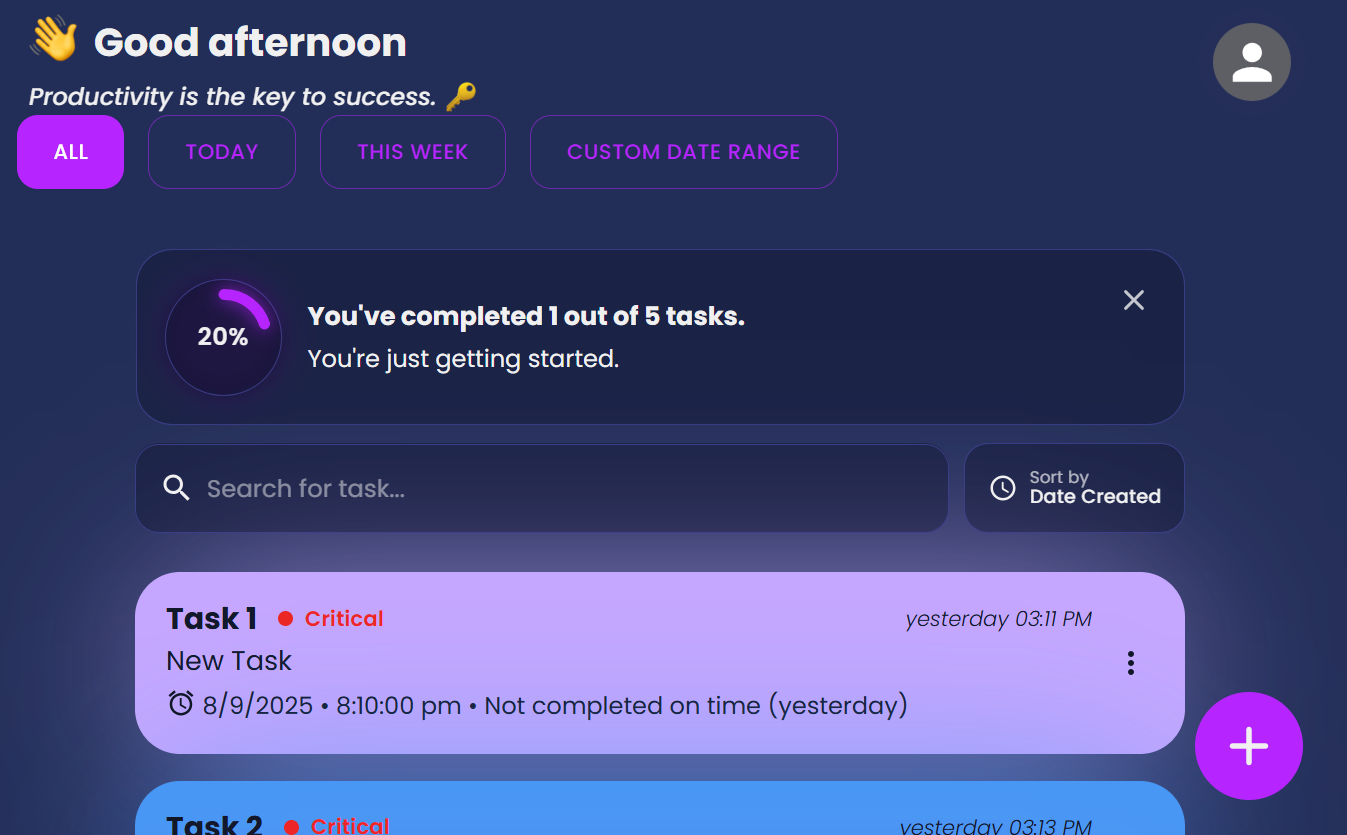 👋 Good afternoon
Productivity is the key to success. 🔑
ALL
TODAY
THIS WEEK
CUSTOM DATE RANGE
20%
You've completed 1 out of 5 tasks.
You're just getting started.
Search for task...
Sort by
Date Created
Task 1 Critical yesterday 03:11 PM
New Task
8/9/2025 • 8:10:00 pm • Not completed on time (yesterday)
Task 2 Critical yesterday 03:13 PM